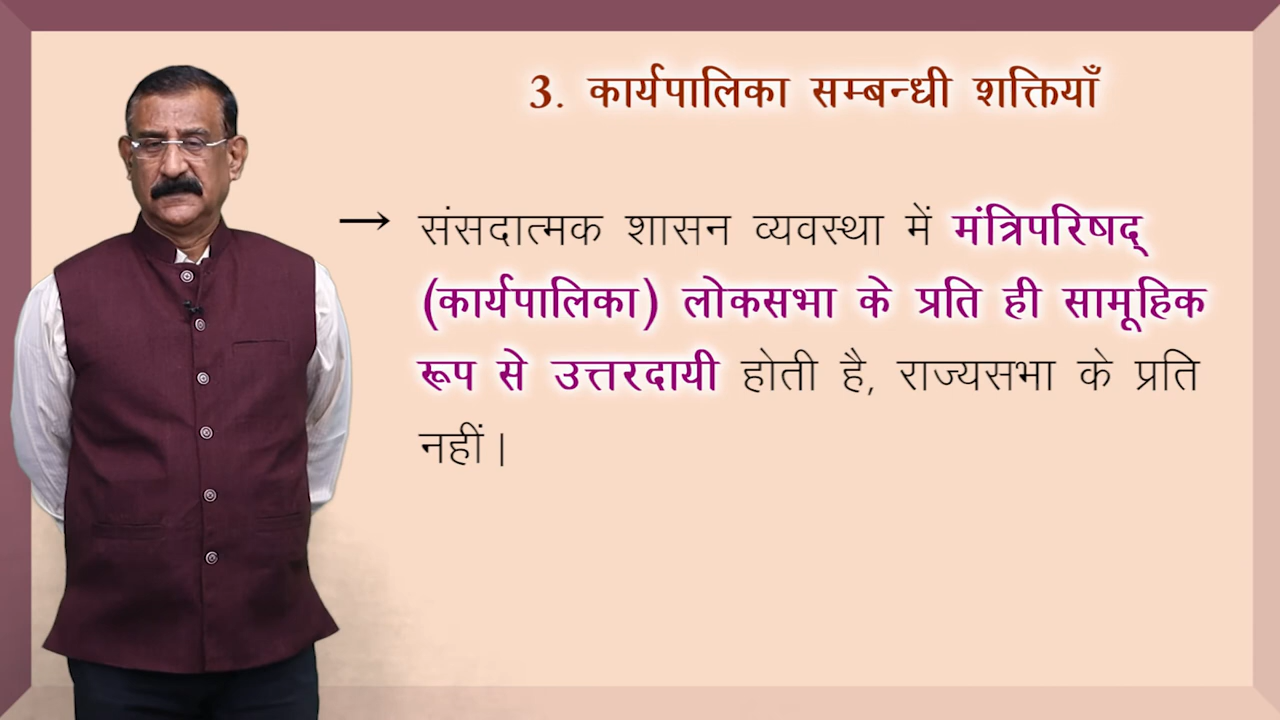 3. कार्यपालिका सम्बन्धी शक्तियाँ
→ संसदात्मक शासन व्यवस्था में मंत्रिपरिषद्
(कार्यपालिका) लोकसभा के प्रति ही सामूहिक
रूप से उत्तरदायी होती है, राज्यसभा के प्रति
नहीं।